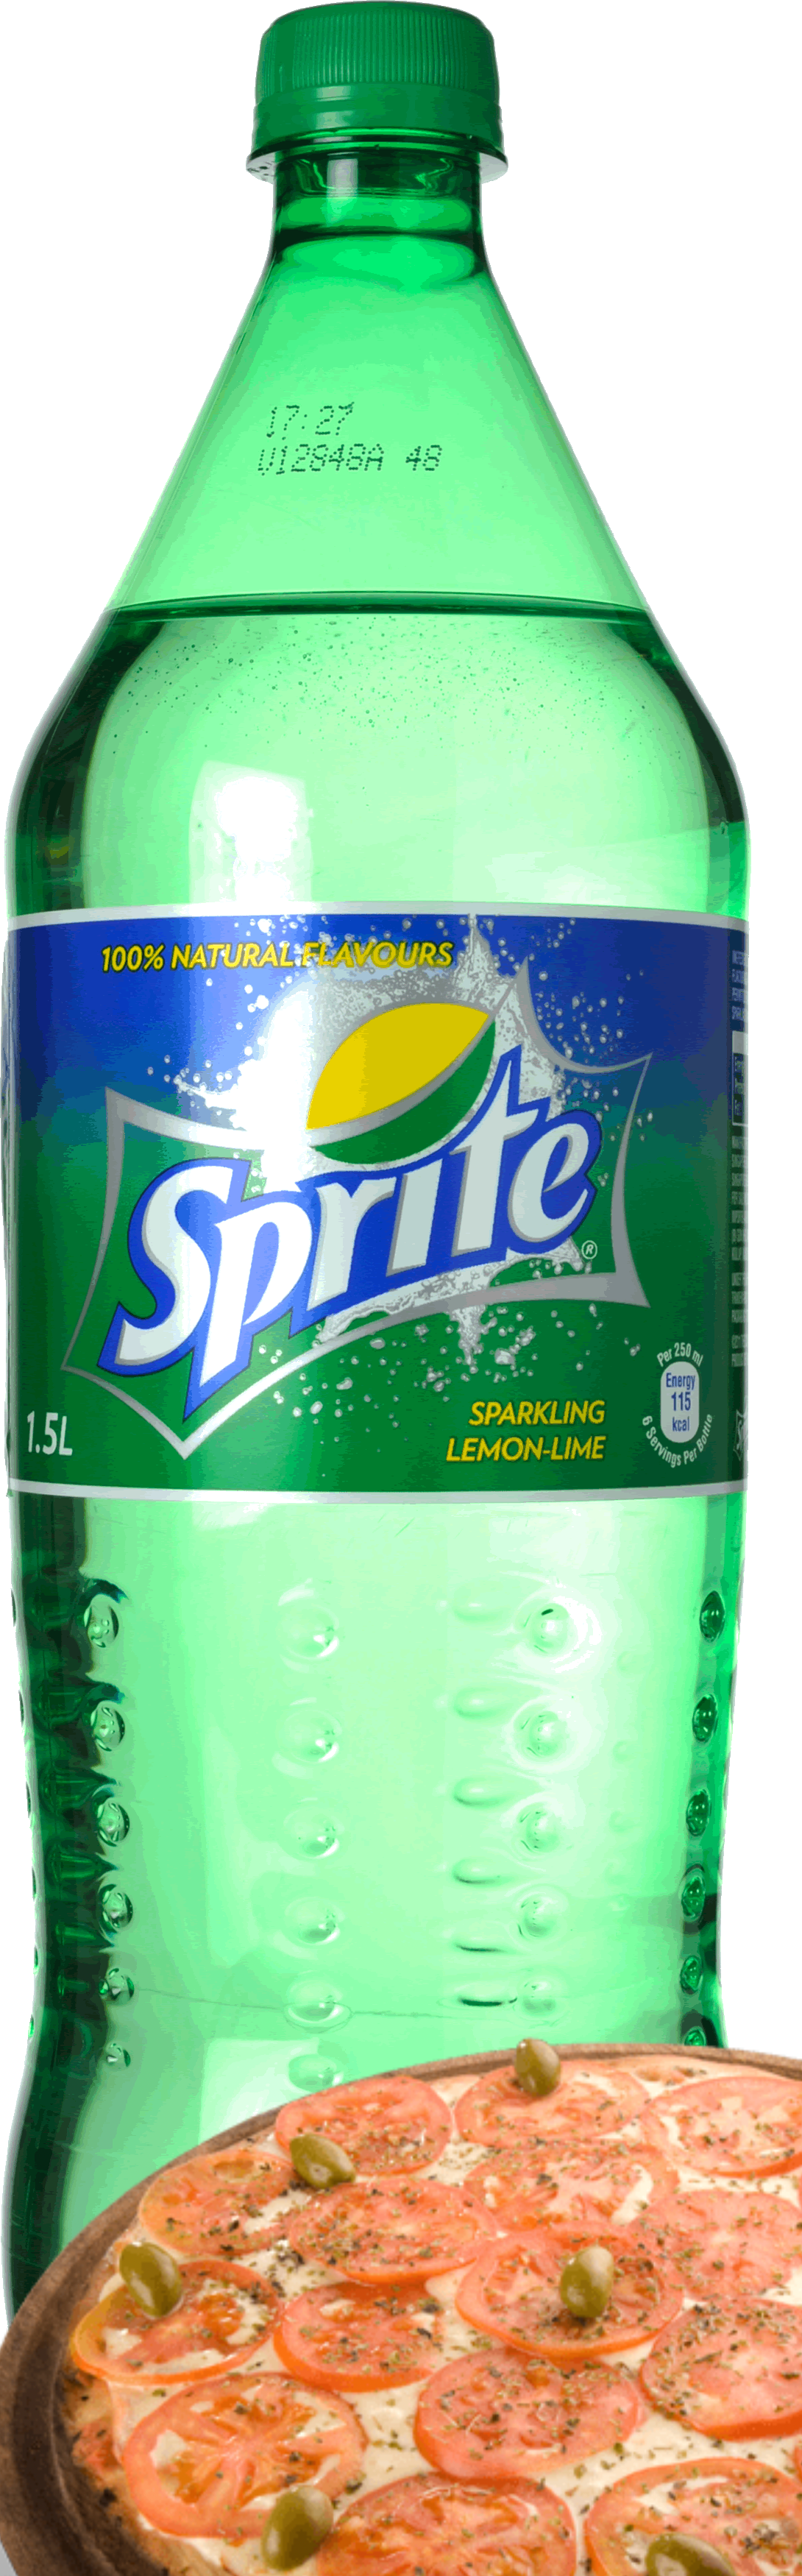 17:27
U12848A 48
100% NATURAL FLAVOURS
Sprite
®
Per 250 ml
Energy
115
kcal
6 Servings Per Bottle
SPARKLING
LEMON-LIME
1.5L